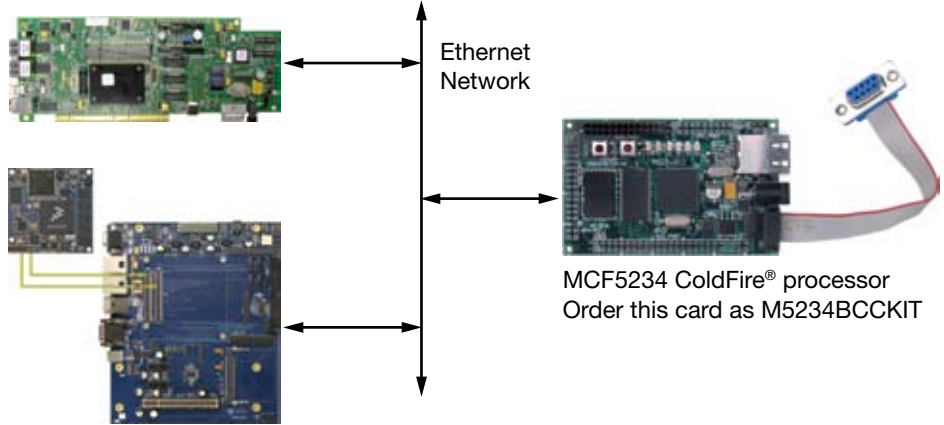 Ethernet
Network
MCF5234 ColdFire® processor
Order this card as M5234BCCKIT